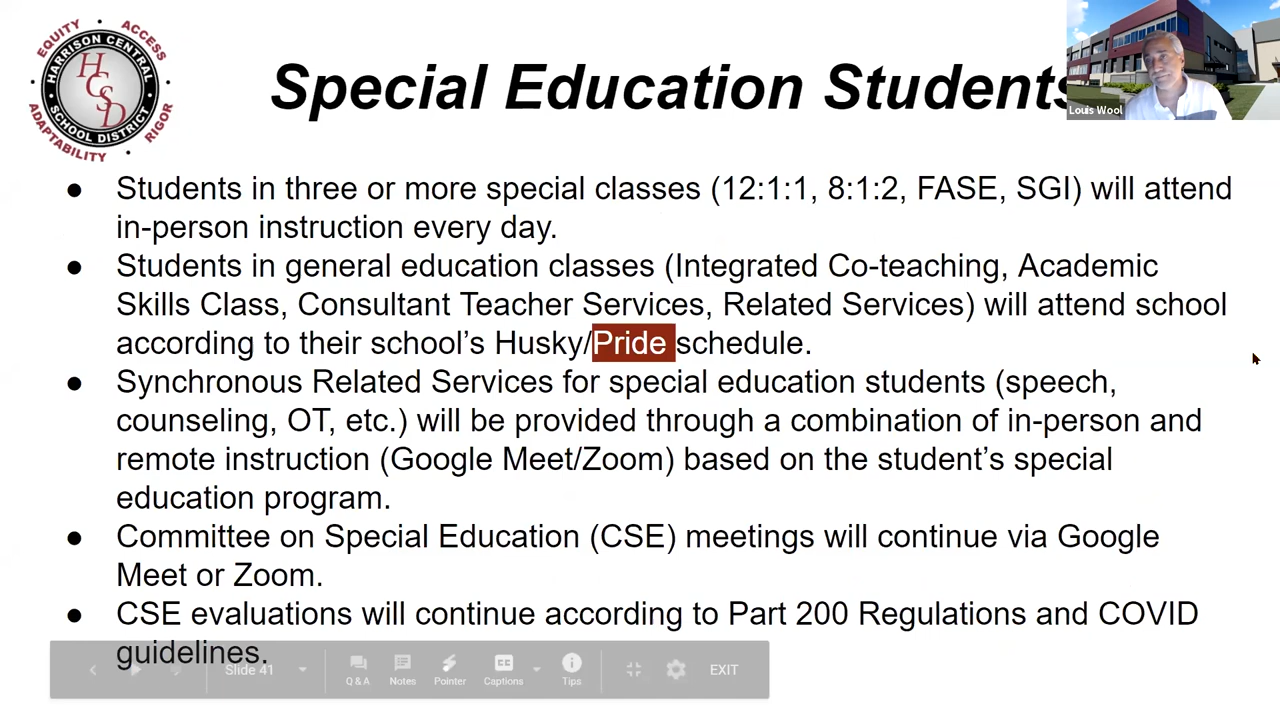 EQUITY ACCESS
HARRISON CENTRAL
HCSD
SCHOOL DISTRICT
ADAPTABILITY RIGOR
Special Education Students
Louis Wool
● Students in three or more special classes (12:1:1, 8:1:2, FASE, SGI) will attend
in-person instruction every day.
● Students in general education classes (Integrated Co-teaching, Academic
Skills Class, Consultant Teacher Services, Related Services) will attend school
according to their school’s Husky/Pride schedule.
● Synchronous Related Services for special education students (speech,
counseling, OT, etc.) will be provided through a combination of in-person and
remote instruction (Google Meet/Zoom) based on the student’s special
education program.
● Committee on Special Education (CSE) meetings will continue via Google
Meet or Zoom.
● CSE evaluations will continue according to Part 200 Regulations and COVID
guidelines.
Slide 41 Q & A Notes Pointer CC Captions Tips EXIT